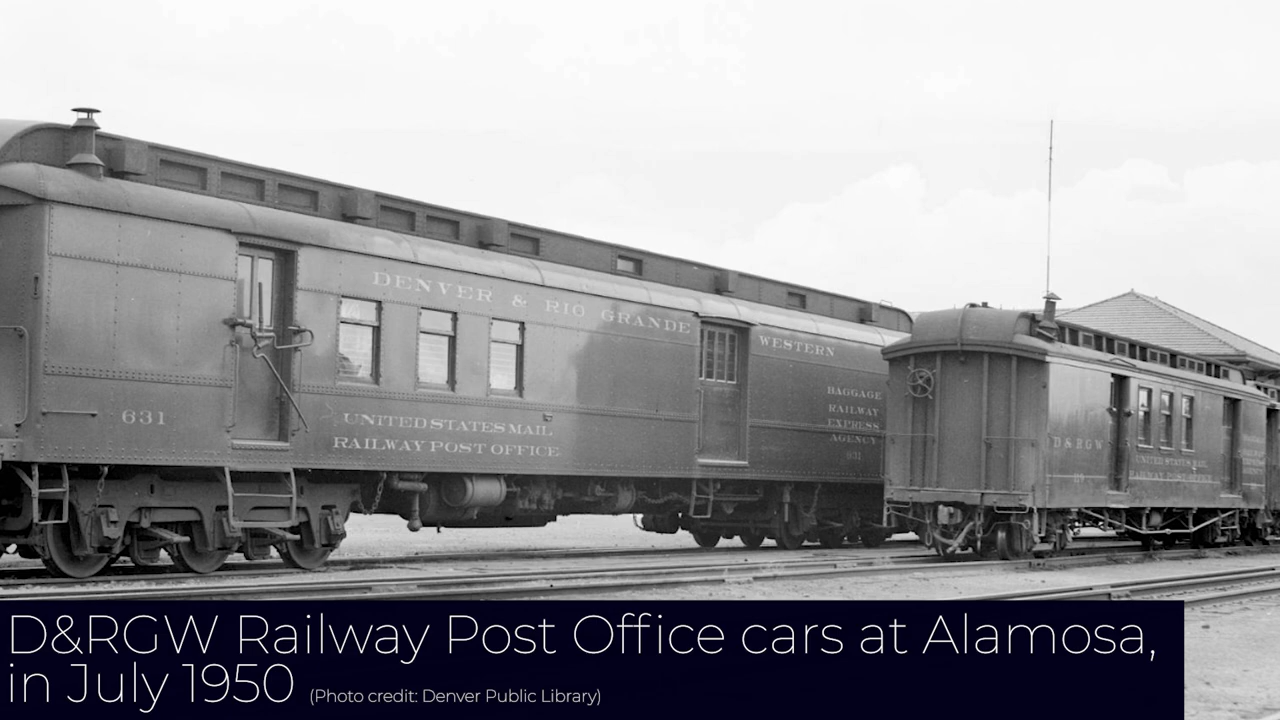 DENVER & RIO GRANDE WESTERN
BAGGAGE
RAILWAY
EXPRESS
AGENCY
631
631
UNITED STATES MAIL
RAILWAY POST OFFICE
D&RGW
UNITED STATES MAIL
RAILWAY POST OFFICE
D&RGW Railway Post Office cars at Alamosa,
in July 1950 (Photo credit: Denver Public Library)